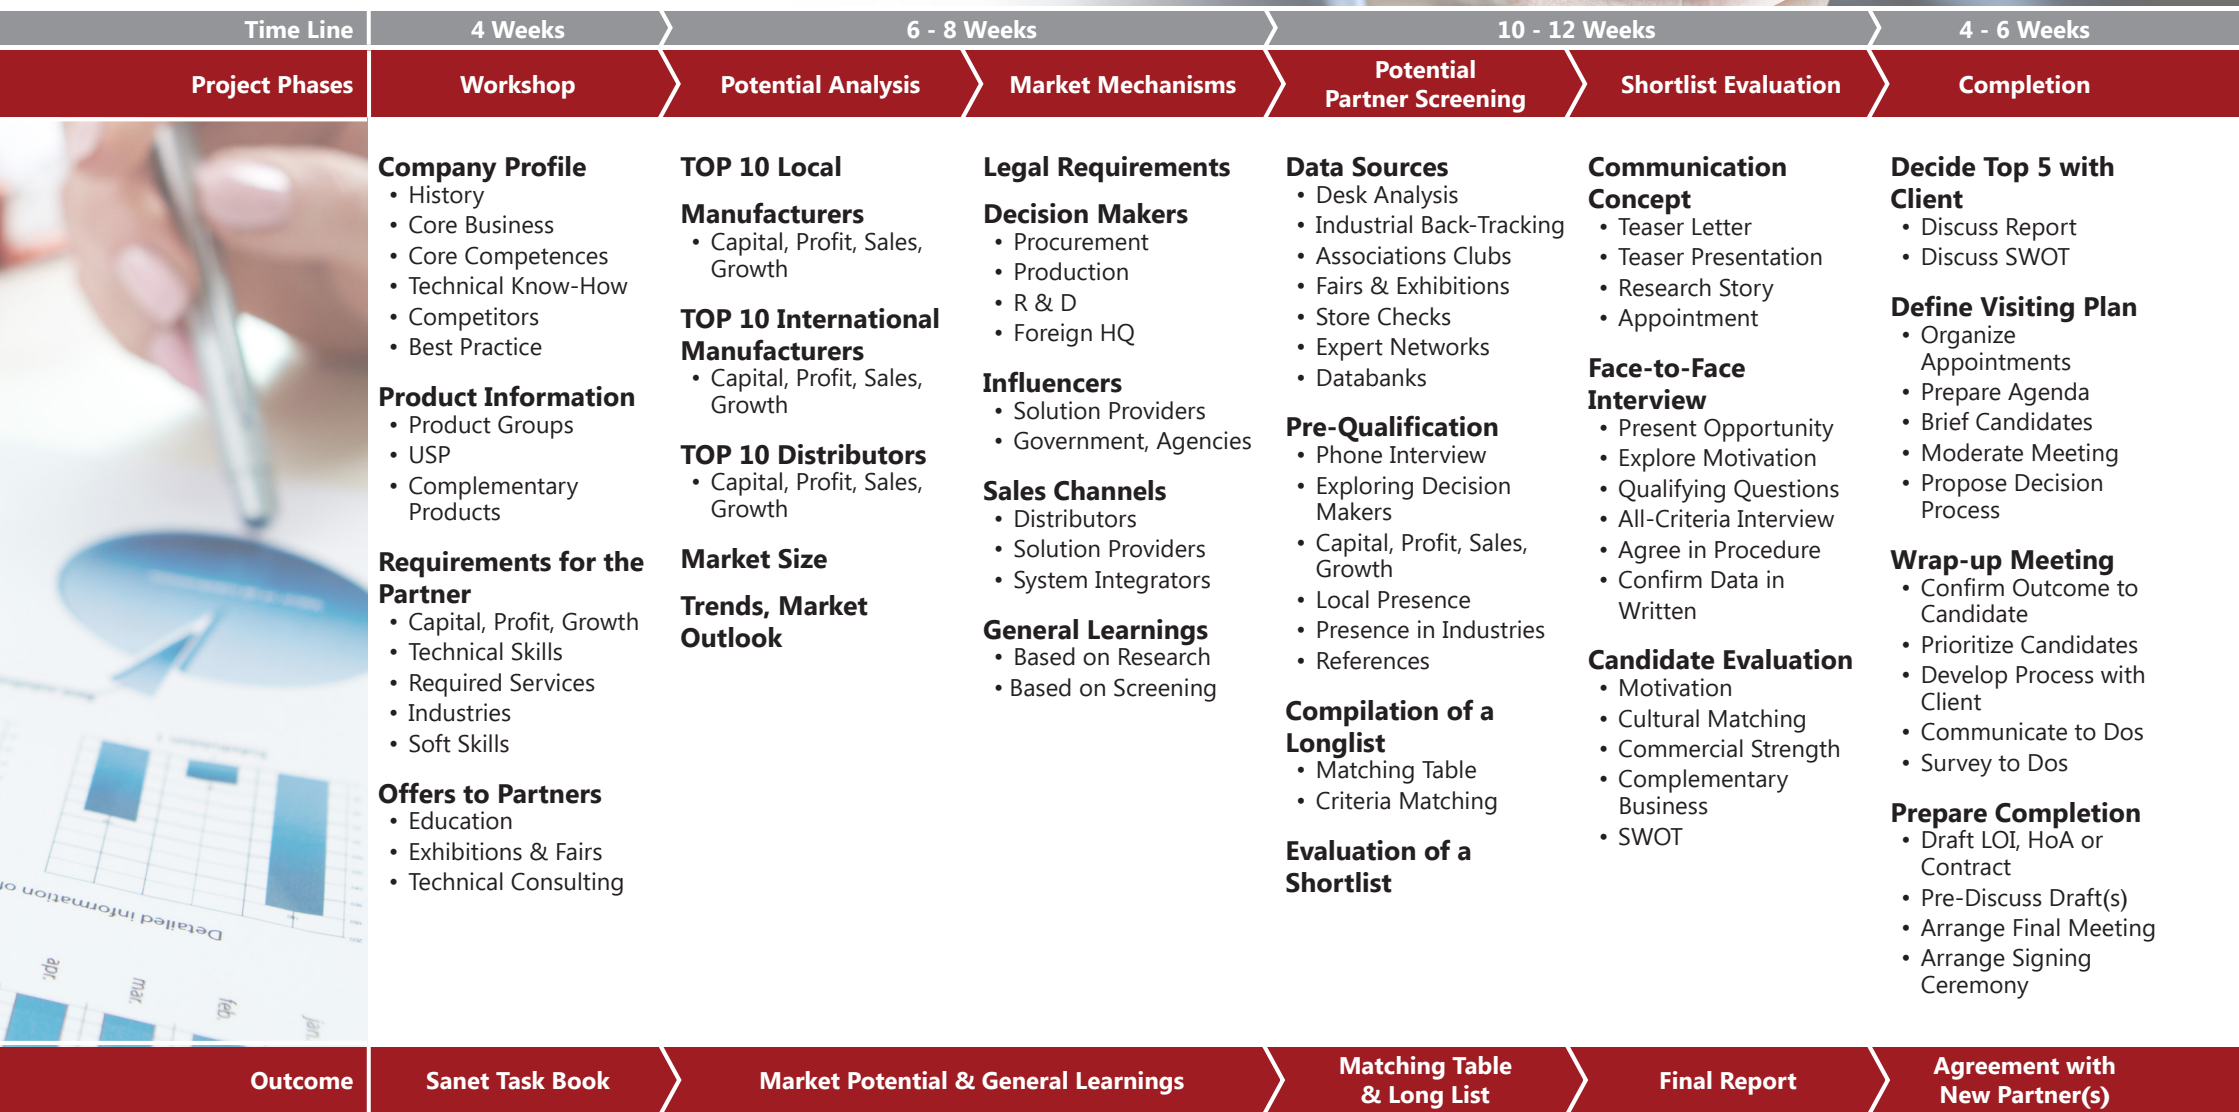 Time Line
4 Weeks
6 - 8 Weeks
10 - 12 Weeks
4 - 6 Weeks
Project Phases
Workshop
Potential Analysis
Market Mechanisms
Potential
Partner Screening
Shortlist Evaluation
Completion
Company Profile
• History
• Core Business
• Core Competences
• Technical Know-How
• Competitors
• Best Practice
Product Information
• Product Groups
• USP
• Complementary
Products
Requirements for the
Partner
• Capital, Profit, Growth
• Technical Skills
• Required Services
• Industries
• Soft Skills
Offers to Partners
• Education
• Exhibitions & Fairs
• Technical Consulting
TOP 10 Local
Manufacturers
• Capital, Profit, Sales,
Growth
TOP 10 International
Manufacturers
• Capital, Profit, Sales,
Growth
TOP 10 Distributors
• Capital, Profit, Sales,
Growth
Market Size
Trends, Market
Outlook
Legal Requirements
Decision Makers
• Procurement
• Production
• R & D
• Foreign HQ
Influencers
• Solution Providers
• Government, Agencies
Sales Channels
• Distributors
• Solution Providers
• System Integrators
General Learnings
• Based on Research
• Based on Screening
Data Sources
• Desk Analysis
• Industrial Back-Tracking
• Associations Clubs
• Fairs & Exhibitions
• Store Checks
• Expert Networks
• Databanks
Pre-Qualification
• Phone Interview
• Exploring Decision
Makers
• Capital, Profit, Sales,
Growth
• Local Presence
• Presence in Industries
• References
Compilation of a
Longlist
• Matching Table
• Criteria Matching
Evaluation of a
Shortlist
Communication
Concept
• Teaser Letter
• Teaser Presentation
• Research Story
• Appointment
Face-to-Face
Interview
• Present Opportunity
• Explore Motivation
• Qualifying Questions
• All-Criteria Interview
• Agree in Procedure
• Confirm Data in
Written
Candidate Evaluation
• Motivation
• Cultural Matching
• Commercial Strength
• Complementary
Business
• SWOT
Decide Top 5 with
Client
• Discuss Report
• Discuss SWOT
Define Visiting Plan
• Organize
Appointments
• Prepare Agenda
• Brief Candidates
• Moderate Meeting
• Propose Decision
Process
Wrap-up Meeting
• Confirm Outcome to
Candidate
• Prioritize Candidates
• Develop Process with
Client
• Communicate to Dos
• Survey to Dos
Prepare Completion
• Draft LOI, HoA or
Contract
• Pre-Discuss Draft(s)
• Arrange Final Meeting
• Arrange Signing
Ceremony
Detailed information o
apr.
mar.
feb.
jan.
Outcome
Sanet Task Book
Market Potential & General Learnings
Matching Table
& Long List
Final Report
Agreement with
New Partner(s)